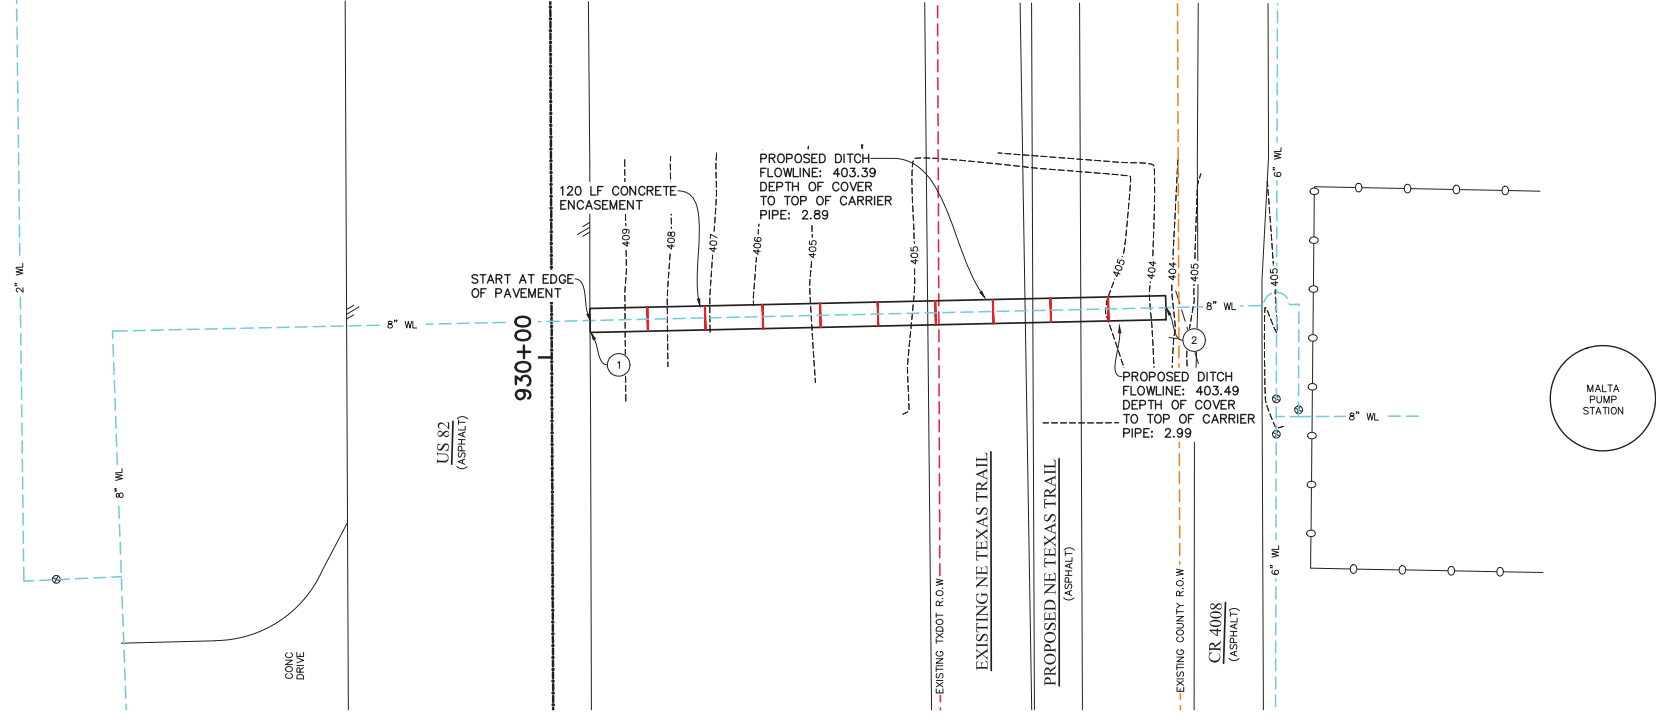 PROPOSED DITCH
FLOWLINE: 403.39
DEPTH OF COVER
TO TOP OF CARRIER
PIPE: 2.89
120 LF CONCRETE
ENCASEMENT
START AT EDGE
OF PAVEMENT
409
408
407
406
405
405
405
404
404
405
405
2" WL
8" WL
8" WL
8" WL
8" WL
6" WL
6" WL
930+00
1
2
PROPOSED DITCH
FLOWLINE: 403.49
DEPTH OF COVER
TO TOP OF CARRIER
PIPE: 2.99
MALTA
PUMP
STATION
US 82
(ASPHALT)
CONC
DRIVE
EXISTING TXDOT R.O.W
EXISTING NE TEXAS TRAIL
PROPOSED NE TEXAS TRAIL
(ASPHALT)
EXISTING COUNTY R.O.W
CR 4008
(ASPHALT)